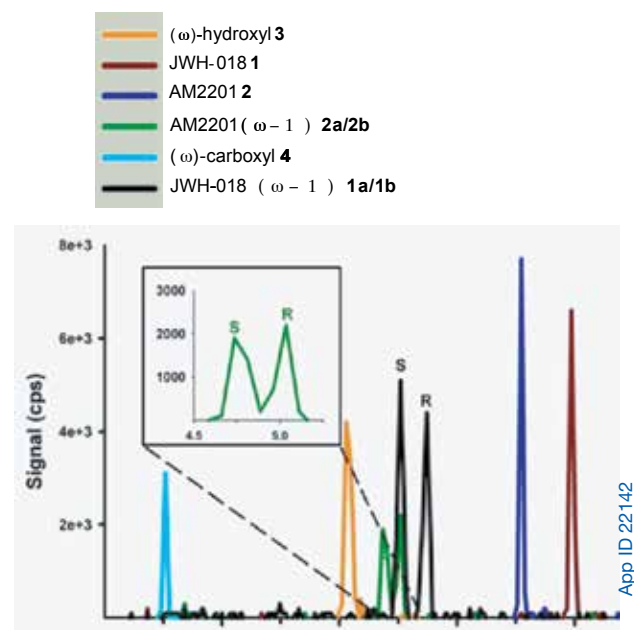 (ω)-hydroxyl 3
JWH-018 1
AM2201 2
AM2201 ( ω – 1 ) 2a/2b
(ω)-carboxyl 4
JWH-018 ( ω – 1 ) 1a/1b
8e+3
6e+3
4e+3
2e+3
Signal (cps)
3000
2000
1000
S
R
4.5
5.0
S
R
App ID 22142